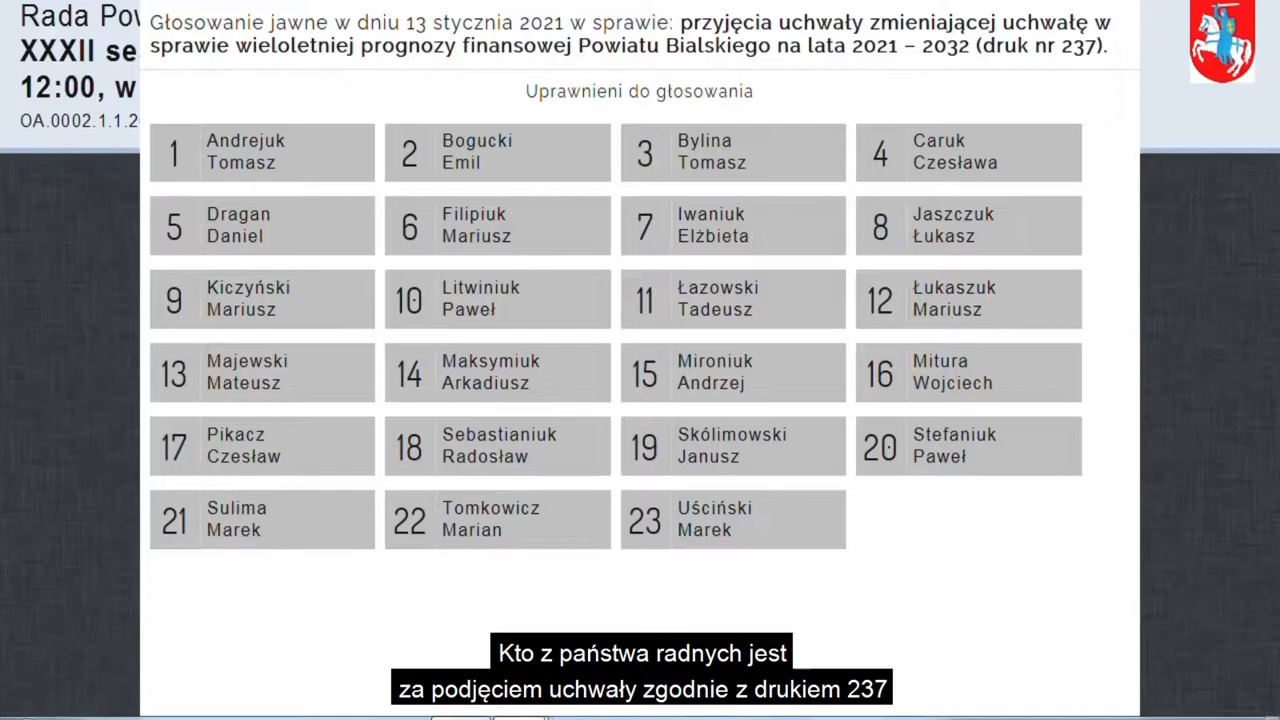 Rada Pow
XXXII se
12:00, w
OA.0002.1.1.2
Głosowanie jawne w dniu 13 stycznia 2021 w sprawie: przyjęcia uchwały zmieniającej uchwałę w
sprawie wieloletniej prognozy finansowej Powiatu Bialskiego na lata 2021 – 2032 (druk nr 237).
Uprawnieni do głosowania
1 Andrejuk Tomasz
2 Bogucki Emil
3 Bylina Tomasz
4 Caruk Czesława
5 Dragan Daniel
6 Filipiuk Mariusz
7 Iwaniuk Elżbieta
8 Jaszczuk Łukasz
9 Kiczyński Mariusz
10 Litwiniuk Paweł
11 Łazowski Tadeusz
12 Łukaszuk Mariusz
13 Majewski Mateusz
14 Maksymiuk Arkadiusz
15 Mironiuk Andrzej
16 Mitura Wojciech
17 Pikacz Czesław
18 Sebastianiuk Radosław
19 Skólimowski Janusz
20 Stefaniuk Paweł
21 Sulima Marek
22 Tomkowicz Marian
23 Uściński Marek
Kto z państwa radnych jest
za podjęciem uchwały zgodnie z drukiem 237